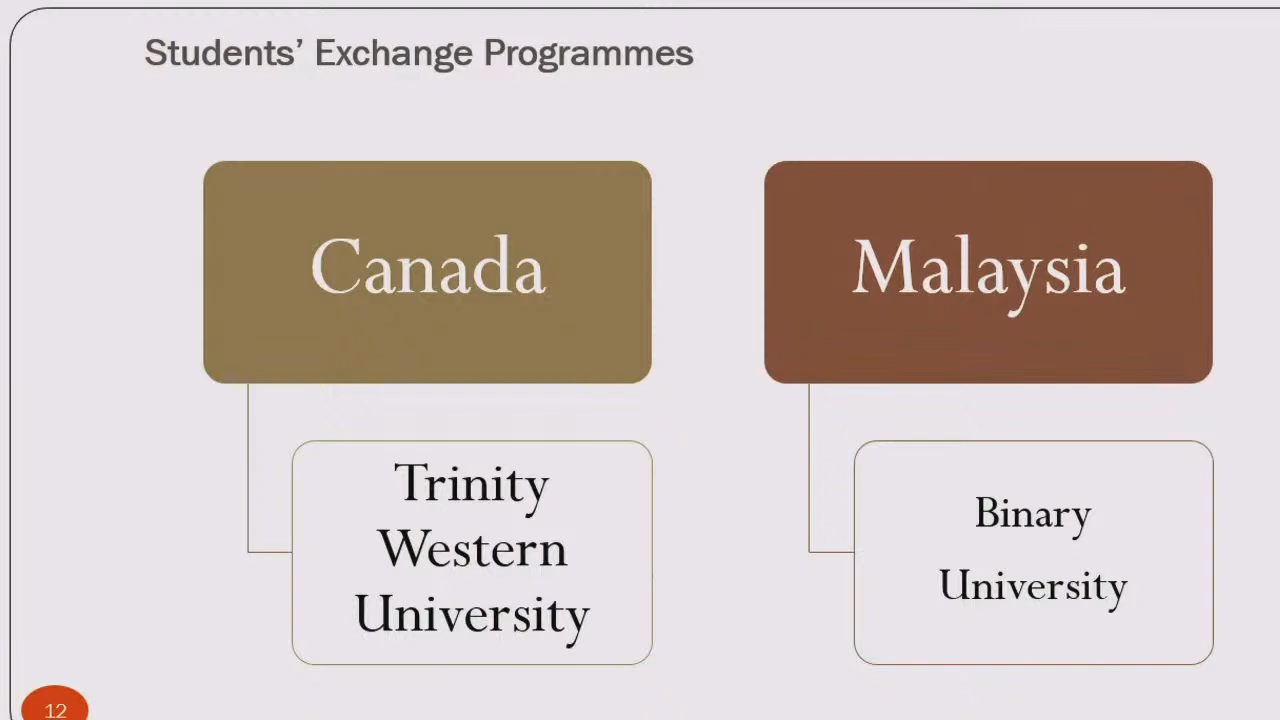 Students’ Exchange Programmes
Canada
Malaysia
Trinity
Western
University
Binary
University
12